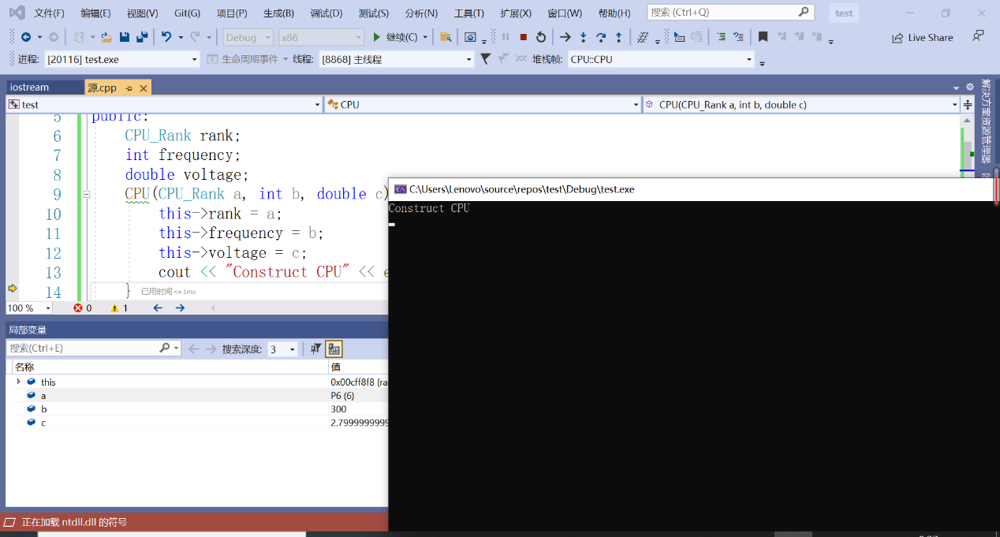 文件(F) 编辑(E) 视图(V) Git(G) 项目(P) 生成(B) 调试(D) 测试(S) 分析(N) 工具(T) 扩展(X) 窗口(W) 帮助(H) 搜索 (Ctrl+Q) test
Debug x86 继续(C) Live Share
进程: [20116] test.exe 生命周期事件 线程: [8868] 主线程 堆栈帧: CPU::CPU
iostream 源.cpp
解决方案资源管理器
test CPU CPU(CPU_Rank a, int b, double c)
5 public:
6 CPU_Rank rank;
7 int frequency;
8 double voltage;
9 CPU(CPU_Rank a, int b, double c)
10 this->rank = a;
11 this->frequency = b;
12 this->voltage = c;
13 cout << "Construct CPU" <<
14 } 已用时间 <=1ms
100 % 0 1
局部变量
搜索(Ctrl+E) 搜索深度: 3
名称 值
this 0x00cff8f8 {ra
a P6 (6)
b 300
c 2.7999999999
正在加载 ntdll.dll 的符号
C:\Users\Lenovo\source\repos\test\Debug\test.exe
Construct CPU